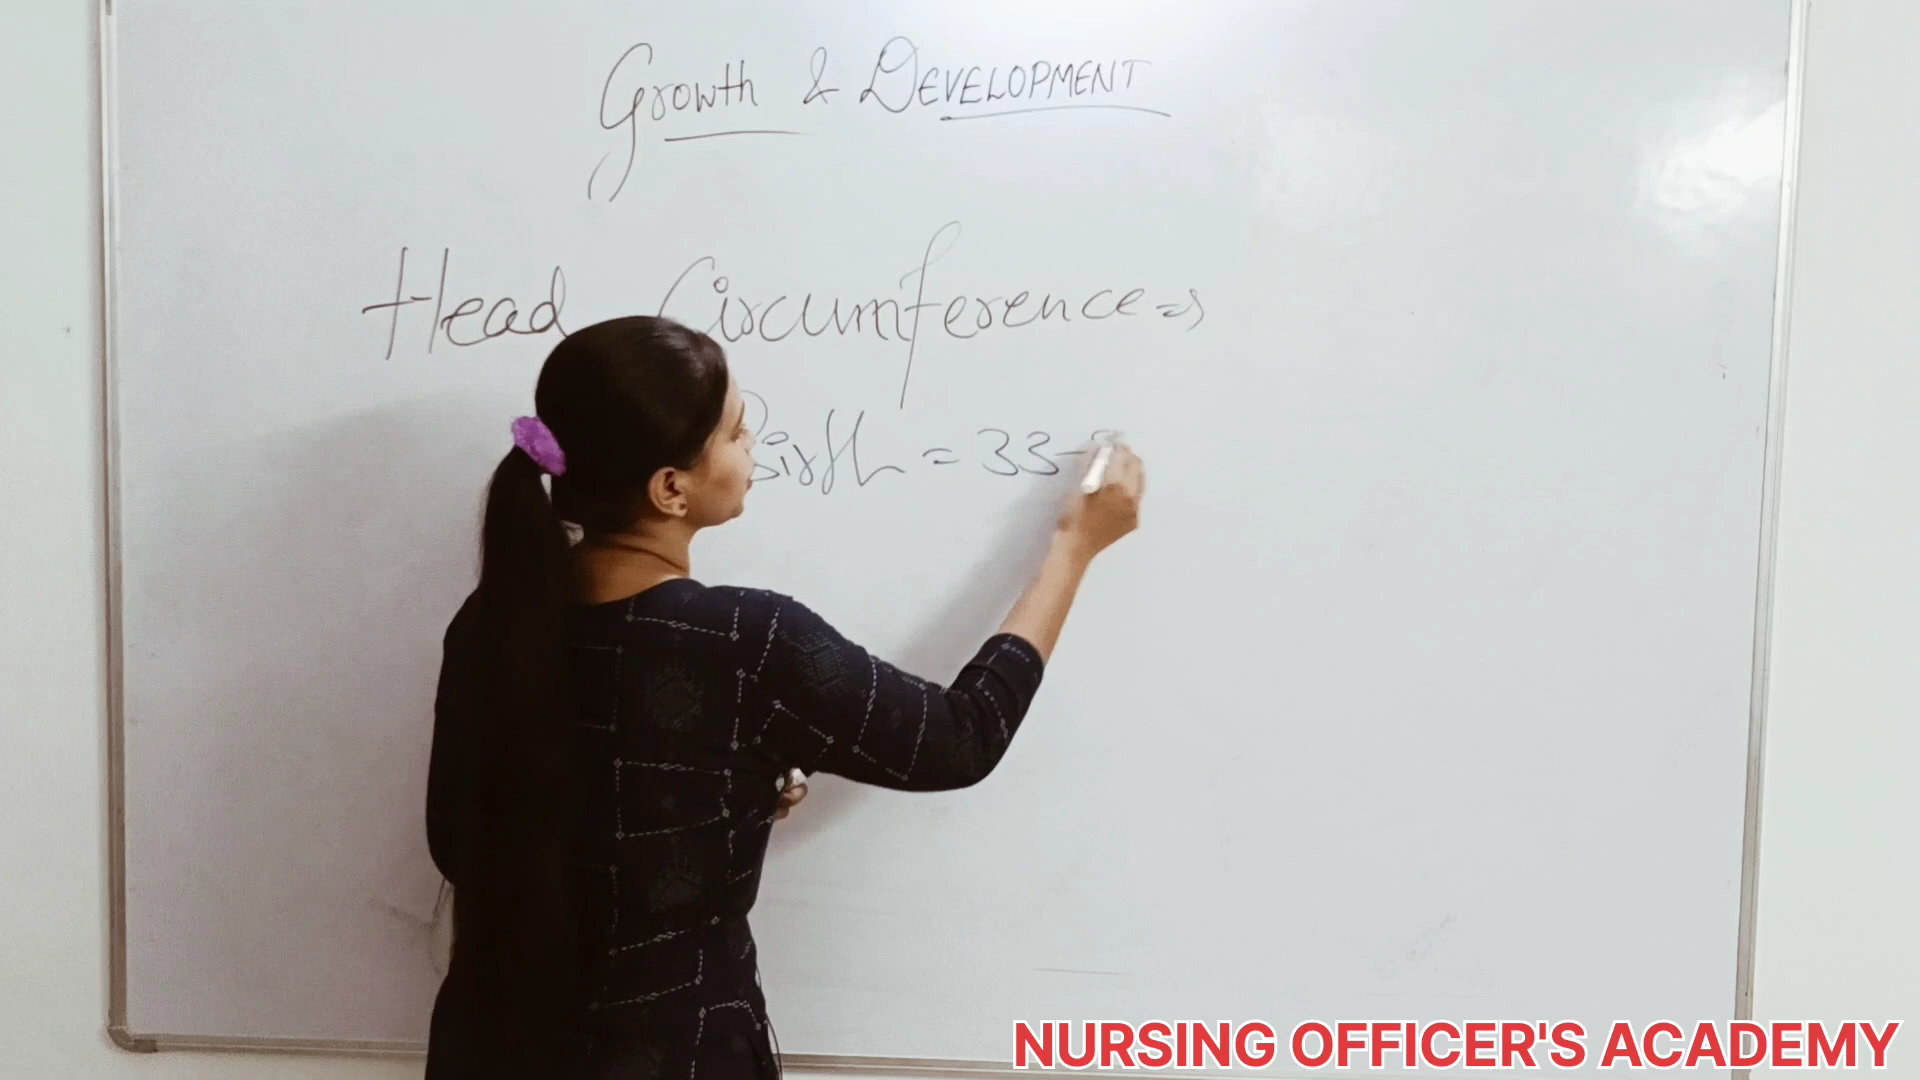 Growth & DEVELOPMENT
Head Circumference =>
Birth = 33-
NURSING OFFICER'S ACADEMY